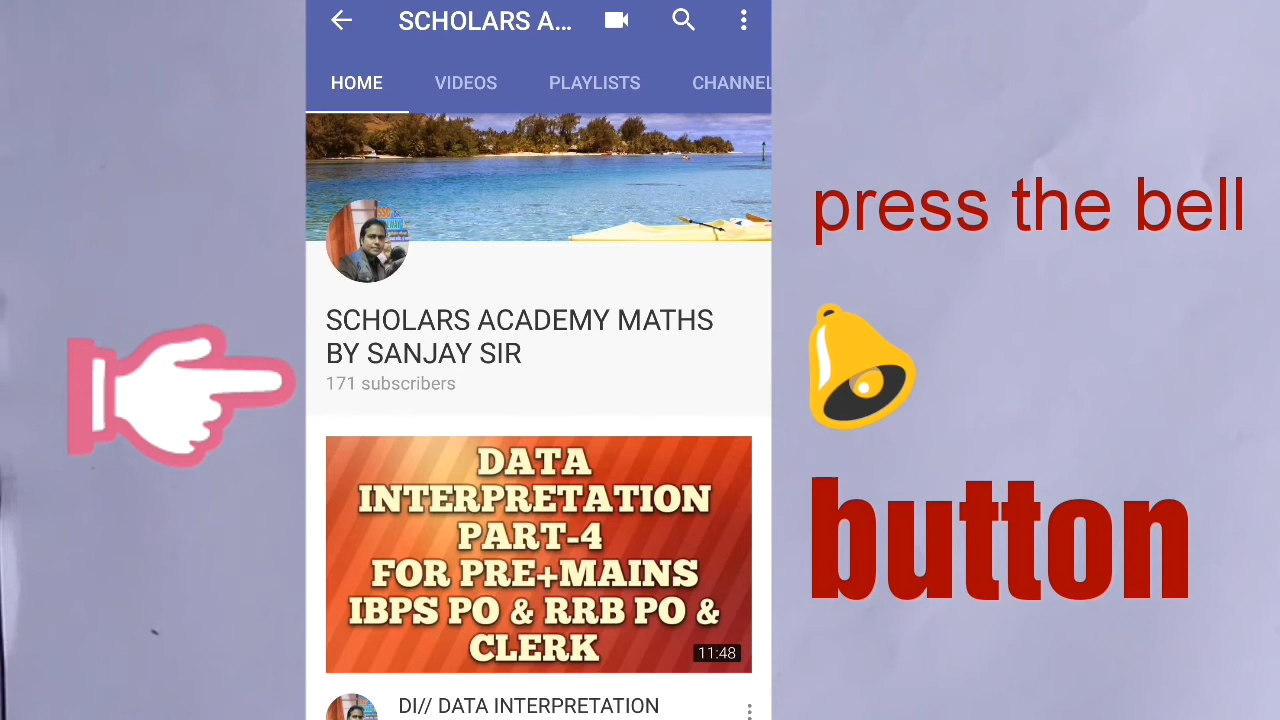 SCHOLARS A...
HOME VIDEOS PLAYLISTS CHANNEL
SCHOLARS ACADEMY MATHS
BY SANJAY SIR
171 subscribers
DATA
INTERPRETATION
PART-4
FOR PRE+MAINS
IBPS PO & RRB PO &
CLERK
11:48
DI// DATA INTERPRETATION
press the bell
button